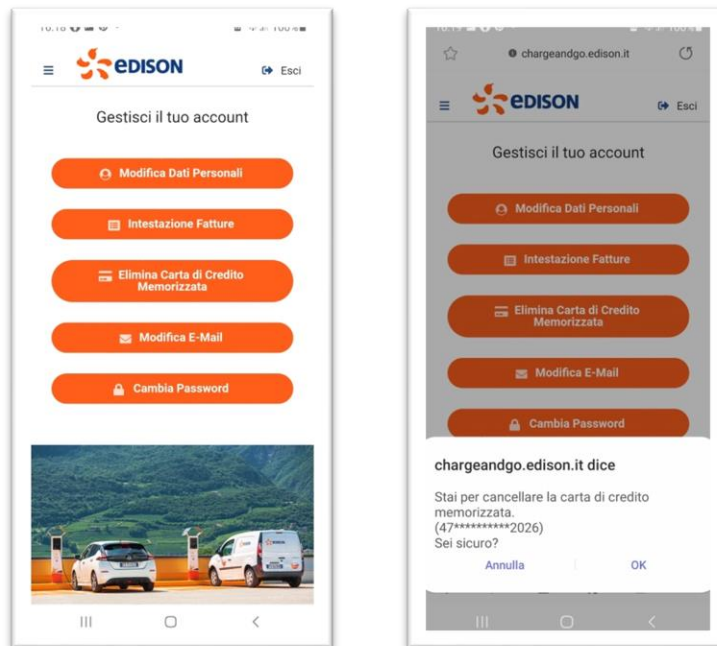 EDISON
Esci
Gestisci il tuo account
Modifica Dati Personali
Intestazione Fatture
Elimina Carta di Credito
Memorizzata
Modifica E-Mail
Cambia Password
chargeandgo.edison.it
EDISON
Esci
Gestisci il tuo account
Modifica Dati Personali
Intestazione Fatture
Elimina Carta di Credito
Memorizzata
Modifica E-Mail
Cambia Password
chargeandgo.edison.it dice
Stai per cancellare la carta di credito
memorizzata.
(47**********2026)
Sei sicuro?
Annulla
OK